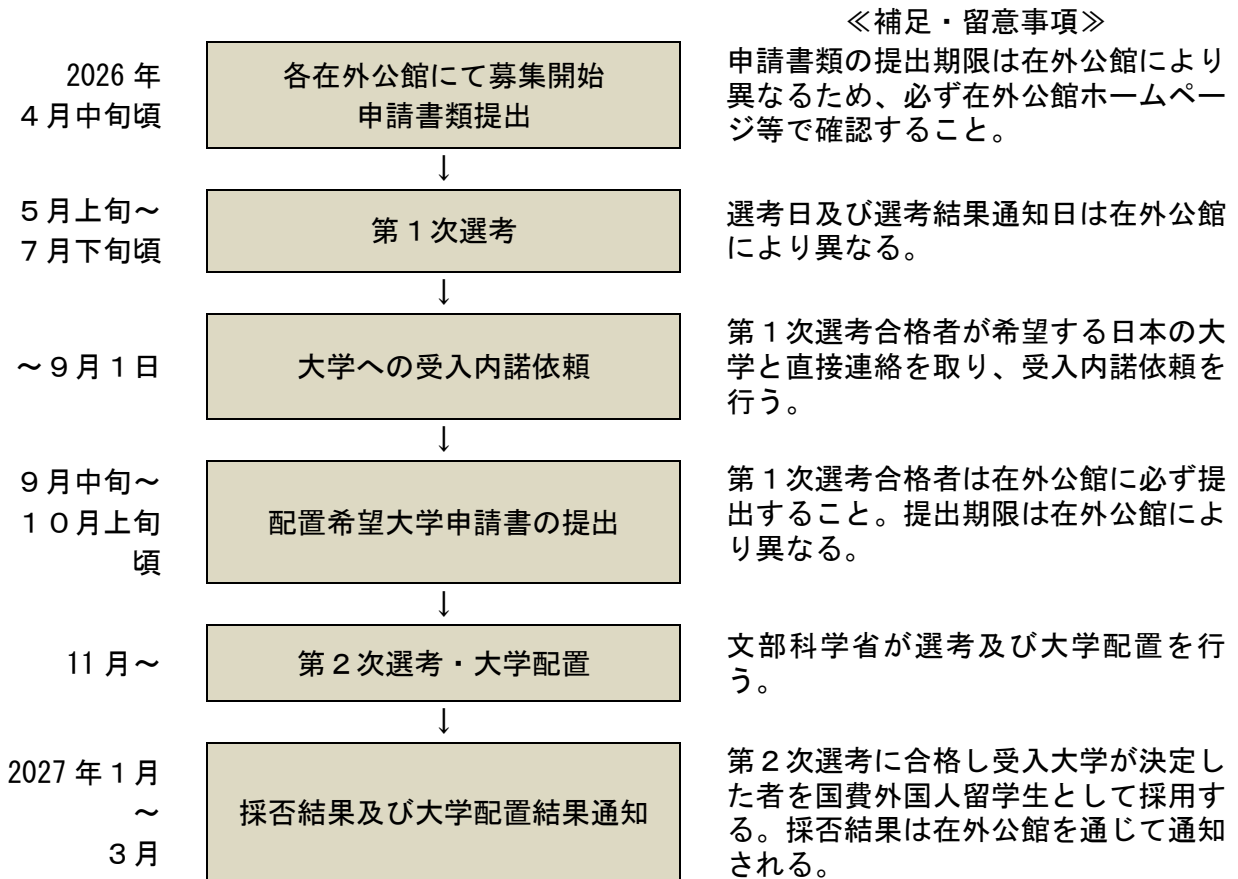 ≪補足・留意事項≫
2026 年
４月中旬頃
各在外公館にて募集開始
申請書類提出
申請書類の提出期限は在外公館により
異なるため、必ず在外公館ホームペー
ジ等で確認すること。
↓
５月上旬～
７月下旬頃
第１次選考
選考日及び選考結果通知日は在外公館
により異なる。
↓
～９月１日
大学への受入内諾依頼
第１次選考合格者が希望する日本の大
学と直接連絡を取り、受入内諾依頼を
行う。
↓
９月中旬～
１０月上旬
頃
配置希望大学申請書の提出
第１次選考合格者は在外公館に必ず提
出すること。提出期限は在外公館によ
り異なる。
↓
11 月～
第２次選考・大学配置
文部科学省が選考及び大学配置を行
う。
↓
2027 年１月
～
３月
採否結果及び大学配置結果通知
第２次選考に合格し受入大学が決定し
た者を国費外国人留学生として採用す
る。採否結果は在外公館を通じて通知
される。